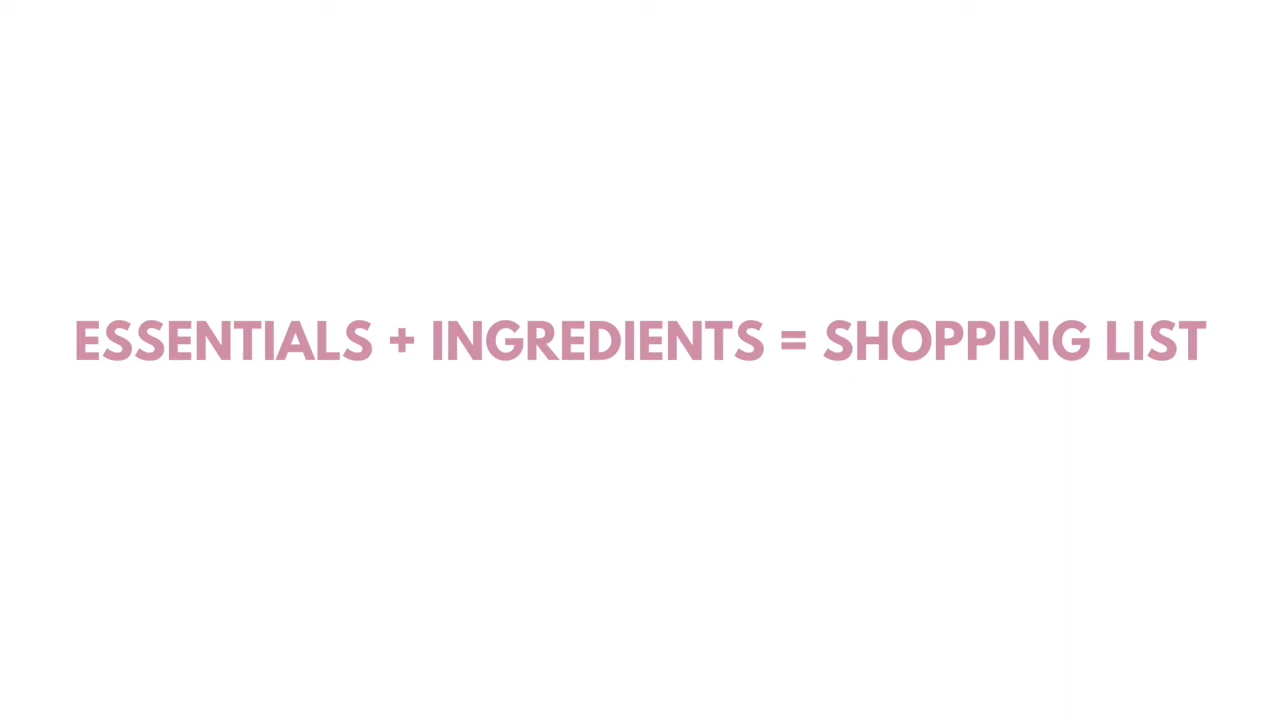 ESSENTIALS + INGREDIENTS = SHOPPING LIST